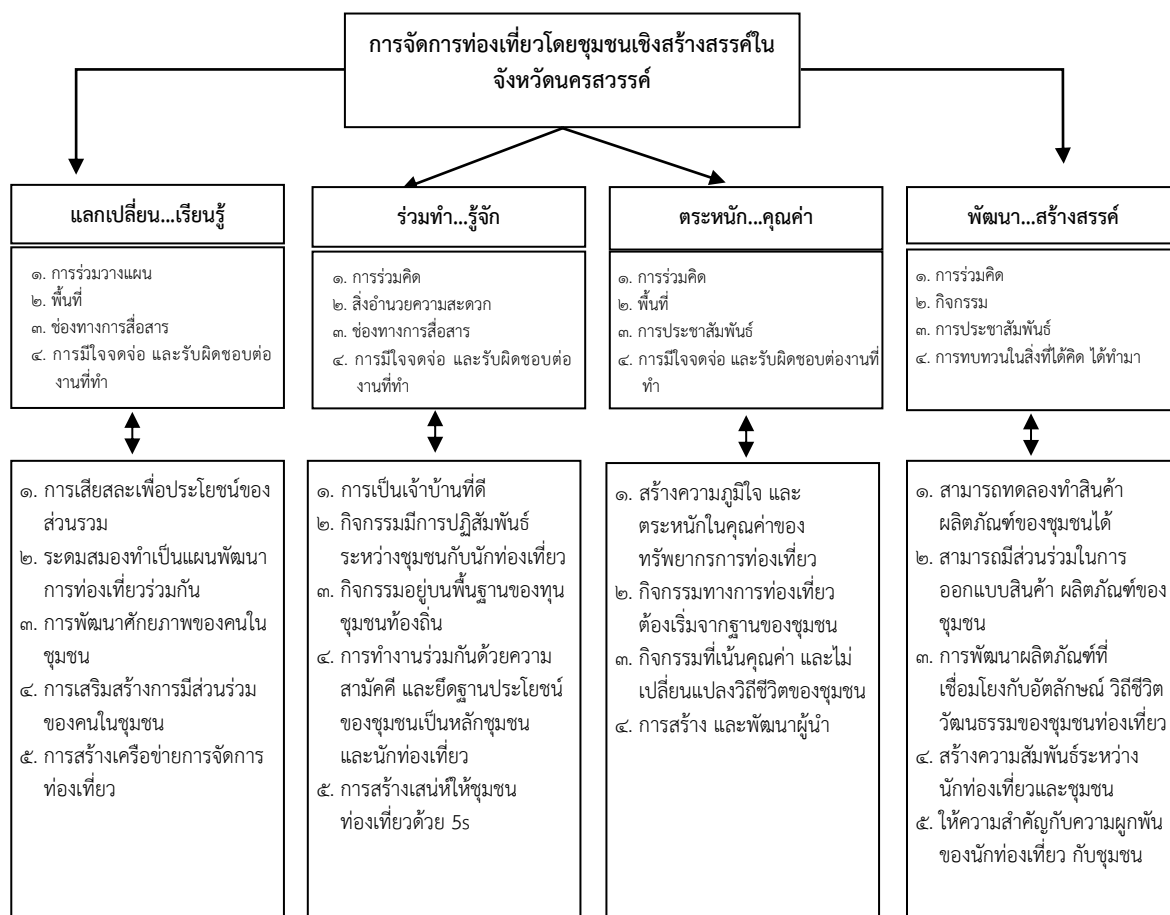 การจัดการท่องเที่ยวโดยชุมชนเชิงสร้างสรรค์ใน
จังหวัดนครสวรรค์
แลกเปลี่ยน...เรียนรู้
๑. การร่วมวางแผน
๒. พื้นที่
๓. ช่องทางการสื่อสาร
๔. การมีใจจดจ่อ และรับผิดชอบต่อ
งานที่ทำ
๑. การเสียสละเพื่อประโยชน์ของ
ส่วนรวม
๒. ระดมสมองทำเป็นแผนพัฒนา
การท่องเที่ยวร่วมกัน
๓. การพัฒนาศักยภาพของคนใน
ชุมชน
๔. การเสริมสร้างการมีส่วนร่วม
ของคนในชุมชน
๕. การสร้างเครือข่ายการจัดการ
ท่องเที่ยว
ร่วมทำ...รู้จัก
๑. การร่วมคิด
๒. สิ่งอำนวยความสะดวก
๓. ช่องทางการสื่อสาร
๔. การมีใจจดจ่อ และรับผิดชอบต่อ
งานที่ทำ
๑. การเป็นเจ้าบ้านที่ดี
๒. กิจกรรมมีการปฏิสัมพันธ์
ระหว่างชุมชนกับนักท่องเที่ยว
๓. กิจกรรมอยู่บนพื้นฐานของทุน
ชุมชนท้องถิ่น
๔. การทำงานร่วมกันด้วยความ
สามัคคี และยึดฐานประโยชน์
ของชุมชนเป็นหลักชุมชน
และนักท่องเที่ยว
๕. การสร้างเสน่ห์ให้ชุมชน
ท่องเที่ยวด้วย 5s
ตระหนัก...คุณค่า
๑. การร่วมคิด
๒. พื้นที่
๓. การประชาสัมพันธ์
๔. การมีใจจดจ่อ และรับผิดชอบต่องานที่
ทำ
๑. สร้างความภูมิใจ และ
ตระหนักในคุณค่าของ
ทรัพยากรการท่องเที่ยว
๒. กิจกรรมทางการท่องเที่ยว
ต้องเริ่มจากฐานของชุมชน
๓. กิจกรรมที่เน้นคุณค่า และไม่
เปลี่ยนแปลงวิถีชีวิตของชุมชน
๔. การสร้าง และพัฒนาผู้นำ
พัฒนา...สร้างสรรค์
๑. การร่วมคิด
๒. กิจกรรม
๓. การประชาสัมพันธ์
๔. การทบทวนในสิ่งที่ได้คิด ได้ทำมา
๑. สามารถทดลองทำสินค้า
ผลิตภัณฑ์ของชุมชนได้
๒. สามารถมีส่วนร่วมในการ
ออกแบบสินค้า ผลิตภัณฑ์ของ
ชุมชน
๓. การพัฒนาผลิตภัณฑ์ที่
เชื่อมโยงกับอัตลักษณ์ วิถีชีวิต
วัฒนธรรมของชุมชนท่องเที่ยว
๔. สร้างความสัมพันธ์ระหว่าง
นักท่องเที่ยวและชุมชน
๕. ให้ความสำคัญกับความผูกพัน
ของนักท่องเที่ยว กับชุมชน